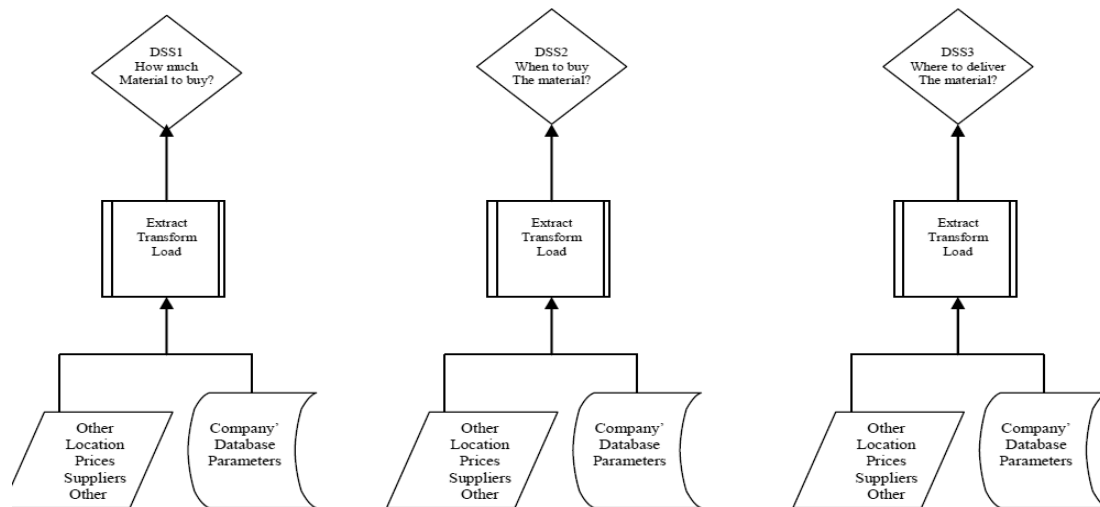 DSS1
How much
Material to buy?
DSS2
When to buy
The material?
DSS3
Where to deliver
The material?
Extract
Transform
Load
Extract
Transform
Load
Extract
Transform
Load
Other
Location
Prices
Suppliers
Other
Company’
Database
Parameters
Other
Location
Prices
Suppliers
Other
Company’
Database
Parameters
Other
Location
Prices
Suppliers
Other
Company’
Database
Parameters